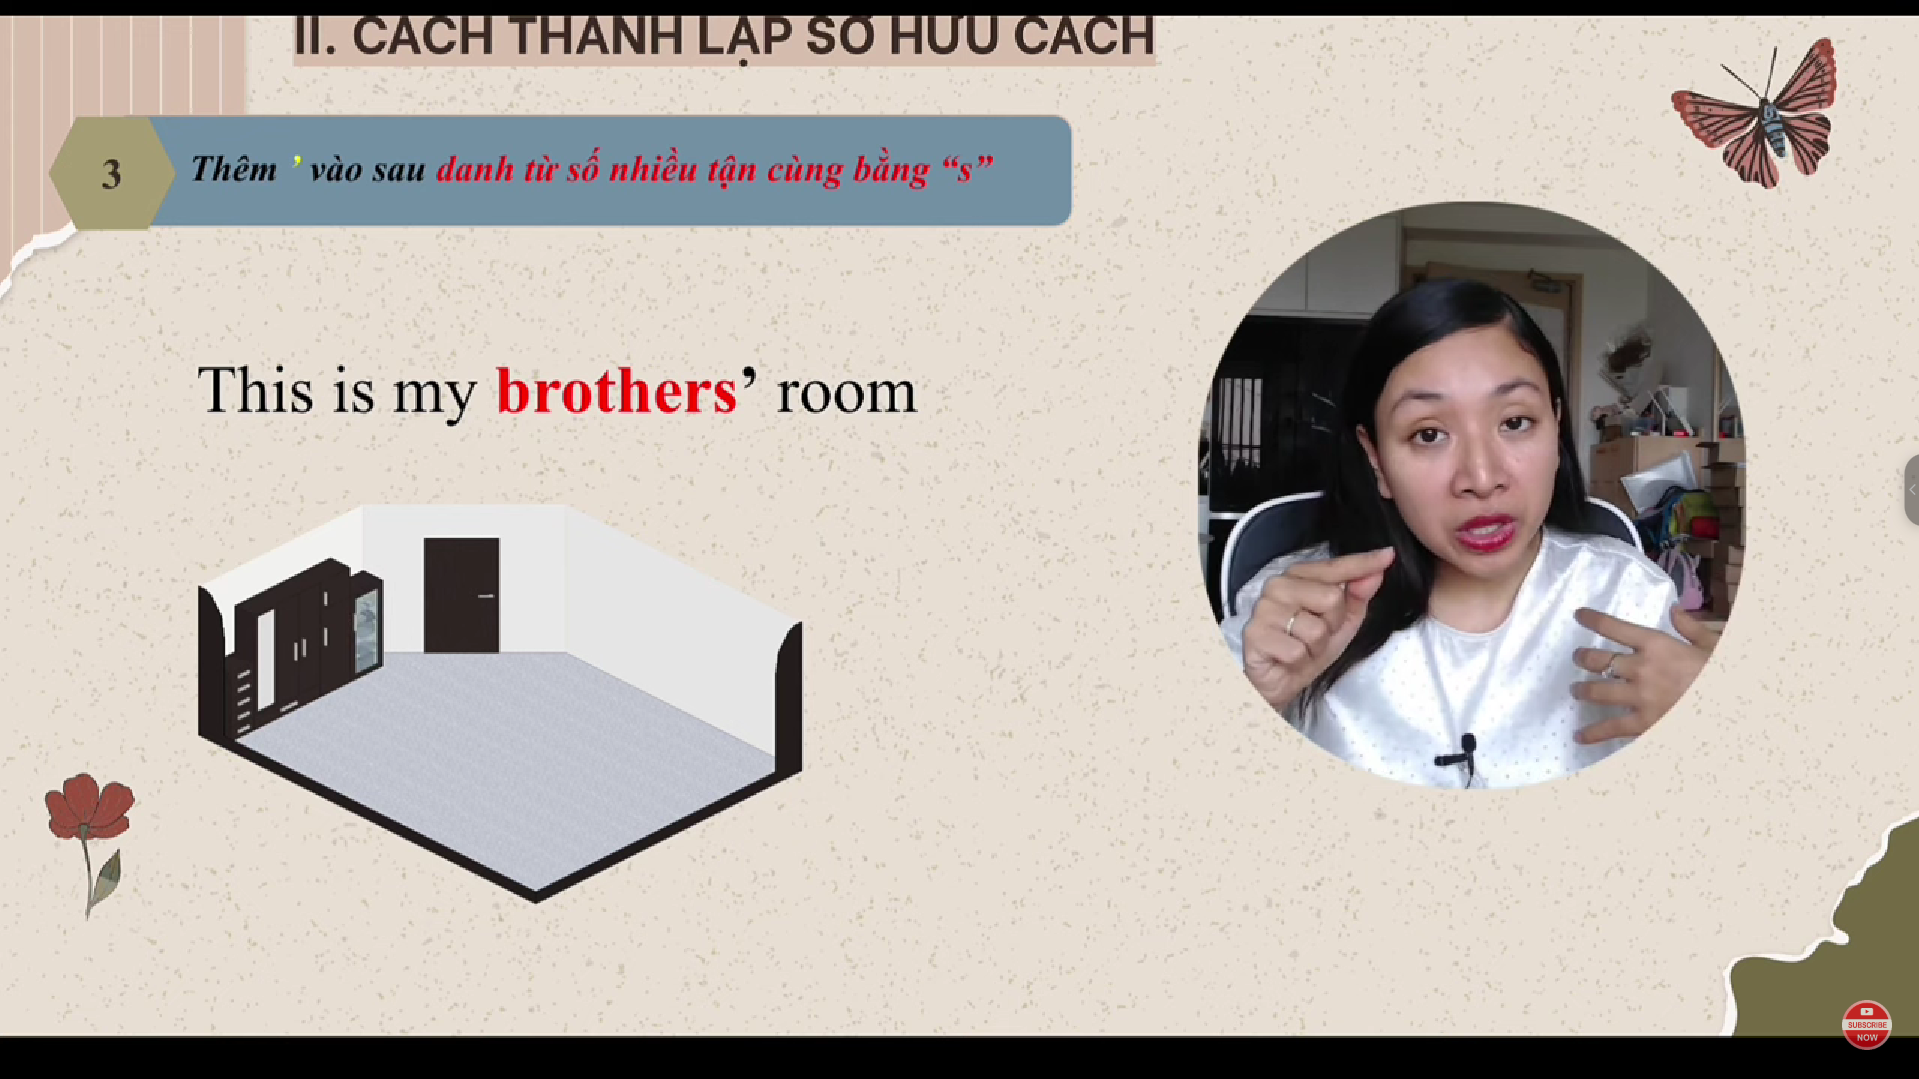 II. CÁCH THÀNH LẬP SỞ HỮU CÁCH
3
Thêm ’ vào sau danh từ số nhiều tận cùng bằng “s”
This is my brothers’ room
SUBSCRIBE
NOW